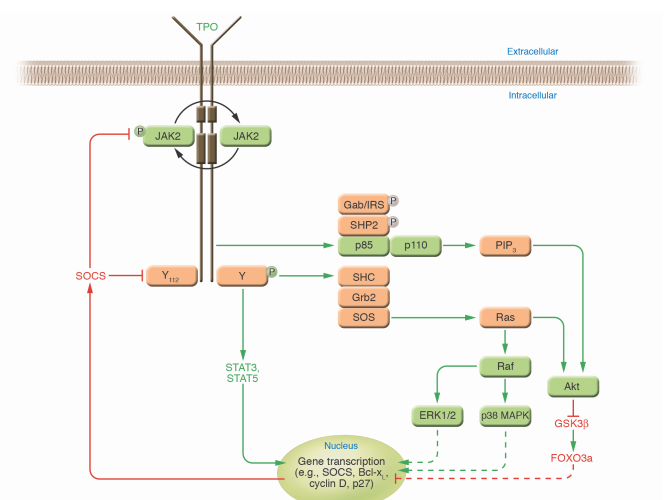 TPO
Extracellular
Intracellular
P
JAK2
JAK2
Gab/IRS
P
SHP2
P
p85
p110
PIP3
SOCS
Y112
Y
P
SHC
Grb2
SOS
Ras
STAT3,
STAT5
Raf
Akt
ERK1/2
p38 MAPK
GSK3β
FOXO3a
Nucleus
Gene transcription
(e.g., SOCS, Bcl-xL,
cyclin D, p27)